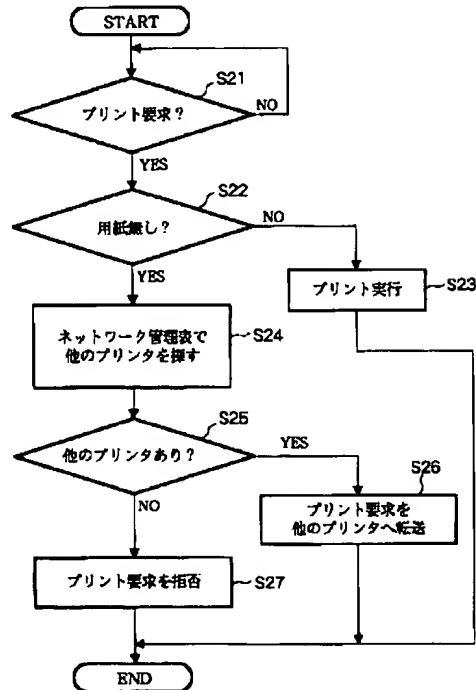 START
S21
プリント要求？
NO
YES
S22
用紙無し？
NO
YES
プリント実行
S23
ネットワーク管理表で
他のプリンタを探す
S24
S25
他のプリンタあり？
YES
NO
S26
プリント要求を
他のプリンタへ転送
プリント要求を拒否
S27
END